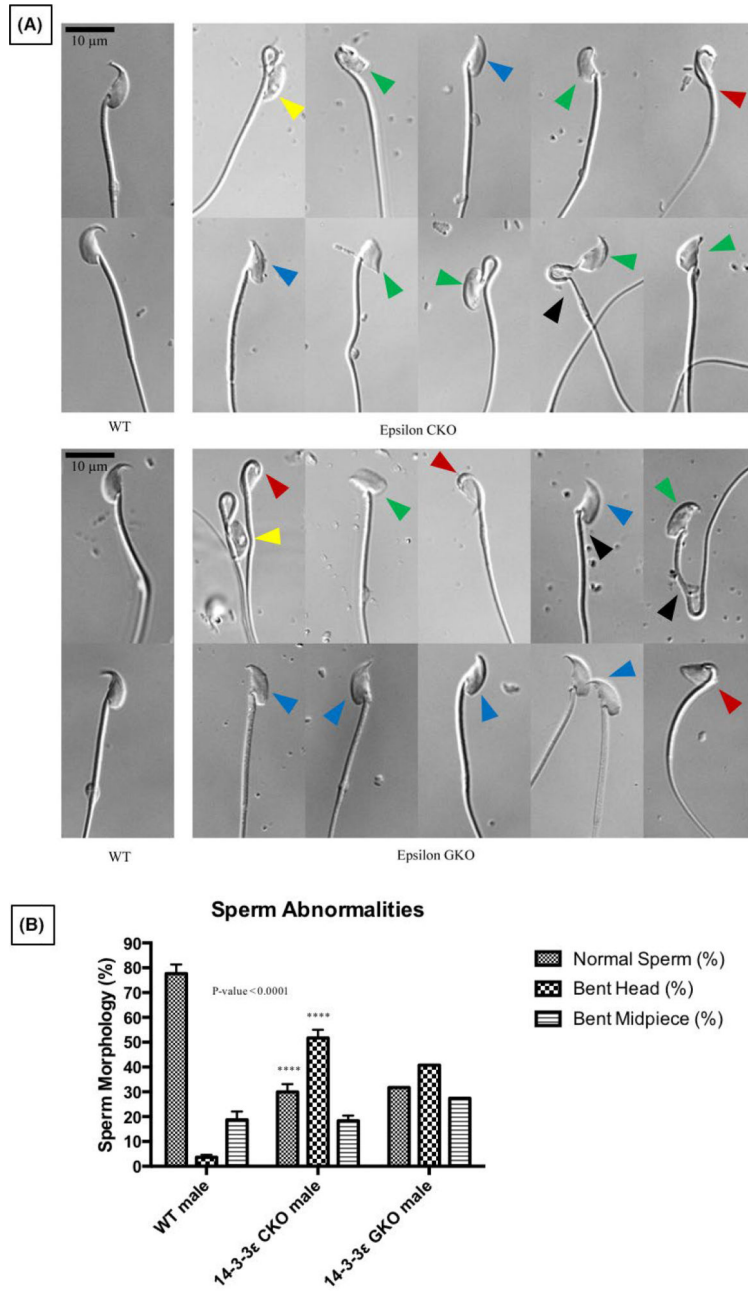 (A)
10 µm
WT
Epsilon CKO
10 µm
WT
Epsilon GKO
(B)
Sperm Abnormalities
Sperm Morphology (%)
90
80
70
60
50
40
30
20
10
0
P-value<0.0001
****
****
WT male
14-3-3ε CKO male
14-3-3ε GKO male
Normal Sperm (%)
Bent Head (%)
Bent Midpiece (%)